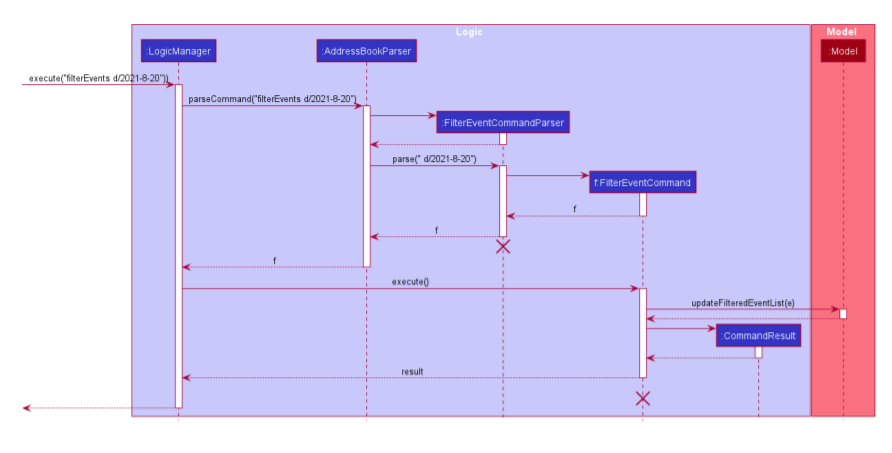 Logic
Model
:LogicManager
:AddressBookParser
:Model
execute("filterEvents d/2021-8-20"))
parseCommand("filterEvents d/2021-8-20")
:FilterEventCommandParser
parse(" d/2021-8-20")
f:FilterEventCommand
f
f
f
execute()
updateFilteredEventList(e)
:CommandResult
result